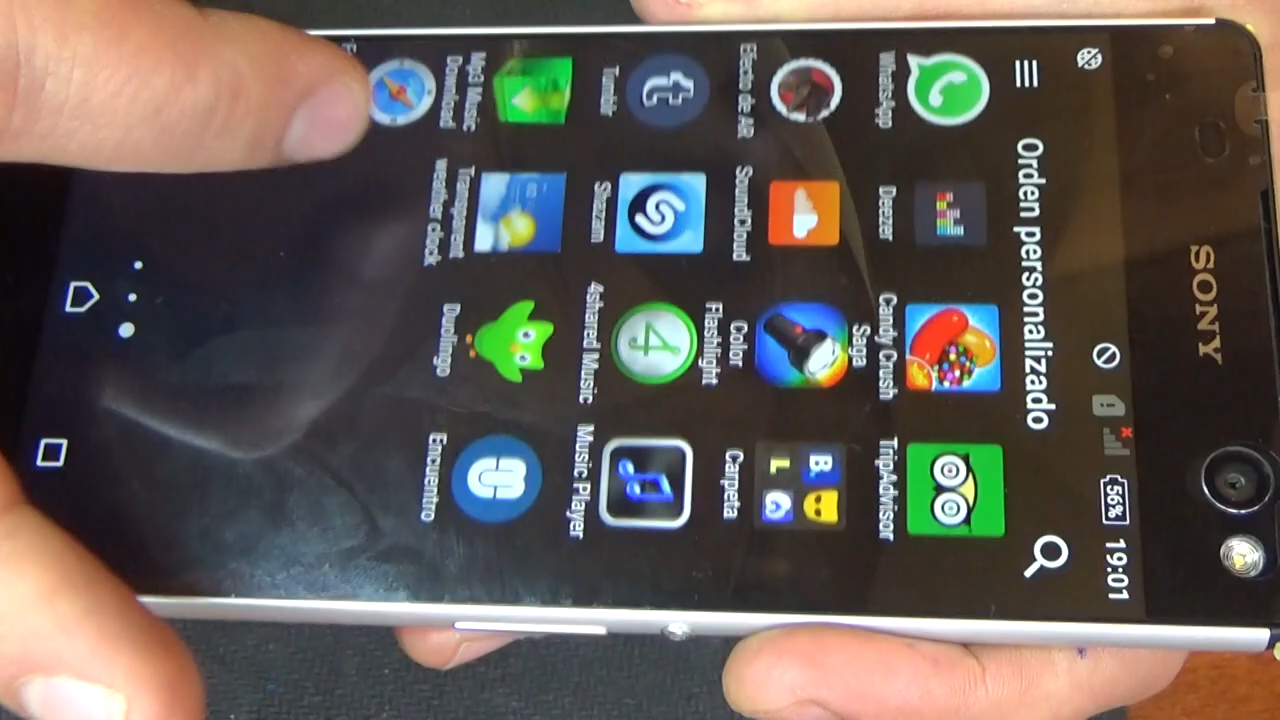 SONY
56% 19:01
Orden personalizado
WhatsApp
Deezer
Candy Crush
Saga
TripAdvisor
Efecto de AR
SoundCloud
Color
Flashlight
Carpeta
B.
L
Tumblr
Shazam
4shared Music
Music Player
Mp3 Music
Download
Transparent
weather clock
Duolingo
Encuentro